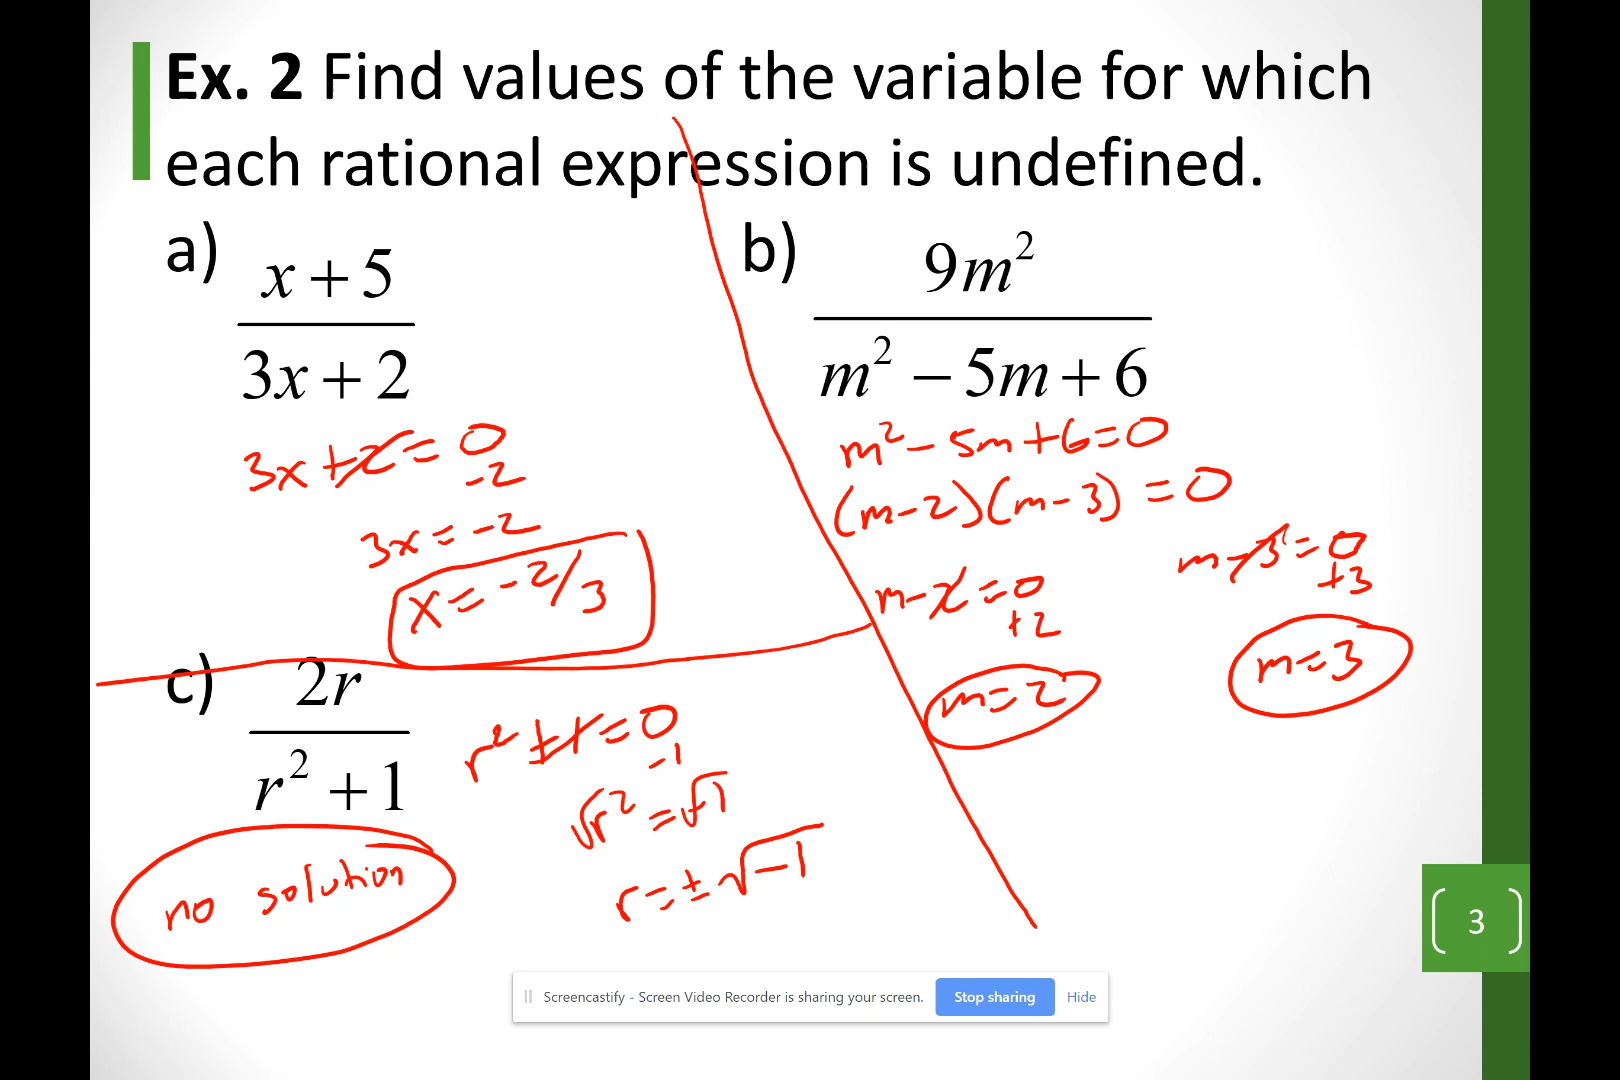 Ex. 2 Find values of the variable for which
each rational expression is undefined.
a)
x + 5
3x + 2
3x + 2 = 0
-2
3x = -2
x = -2/3
b)
9m²
m² − 5m + 6
m² - 5m + 6 = 0
(m - 2)(m - 3) = 0
m - 2 = 0
+2
m = 2
m - 3 = 0
+3
m = 3
c)
2r
r² + 1
r² + 1 = 0
-1
√r² = √-1
r = ± √-1
no solution
3
Screencastify - Screen Video Recorder is sharing your screen.
Stop sharing
Hide